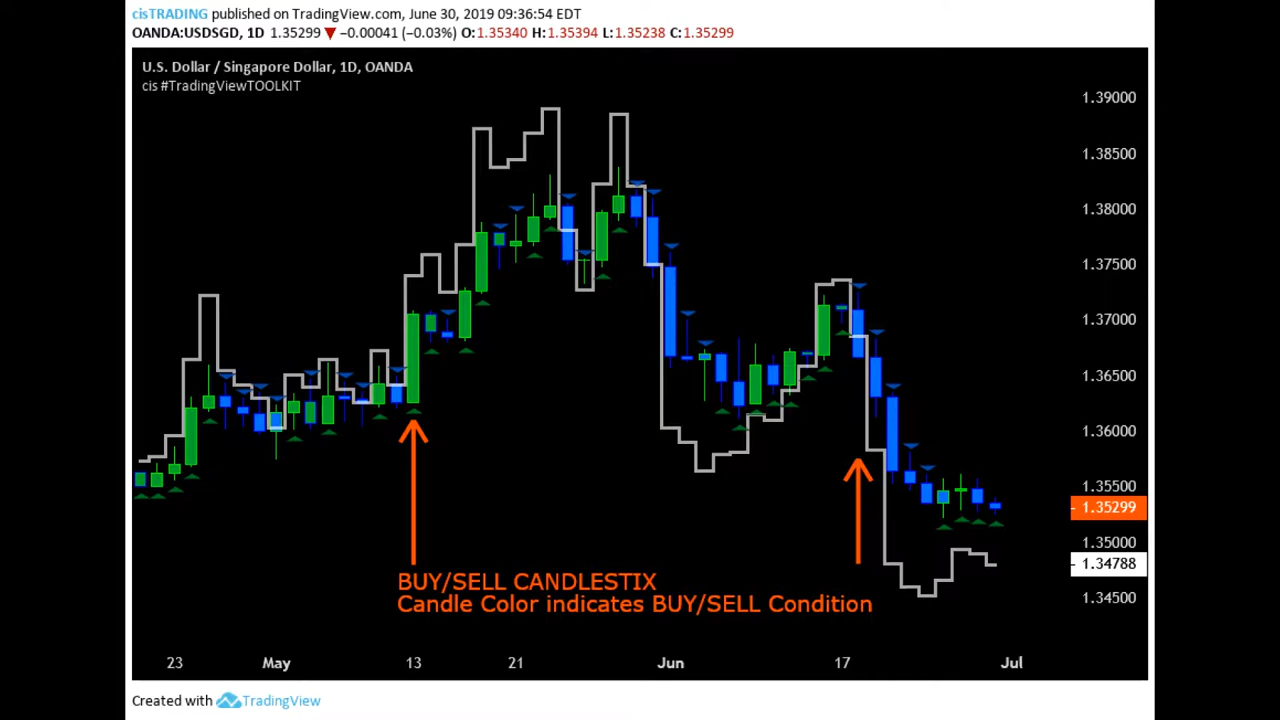 cisTRADING published on TradingView.com, June 30, 2019 09:36:54 EDT
OANDA:USDSGD, 1D 1.35299 ▼ −0.00041 (−0.03%) O:1.35340 H:1.35394 L:1.35238 C:1.35299
U.S. Dollar / Singapore Dollar, 1D, OANDA
cis #TradingViewTOOLKIT
1.39000
1.38500
1.38000
1.37500
1.37000
1.36500
1.36000
1.35500
1.35299
1.35000
1.34788
1.34500
BUY/SELL CANDLESTIX
Candle Color indicates BUY/SELL Condition
23 May 13 21 Jun 17 Jul
Created with TradingView